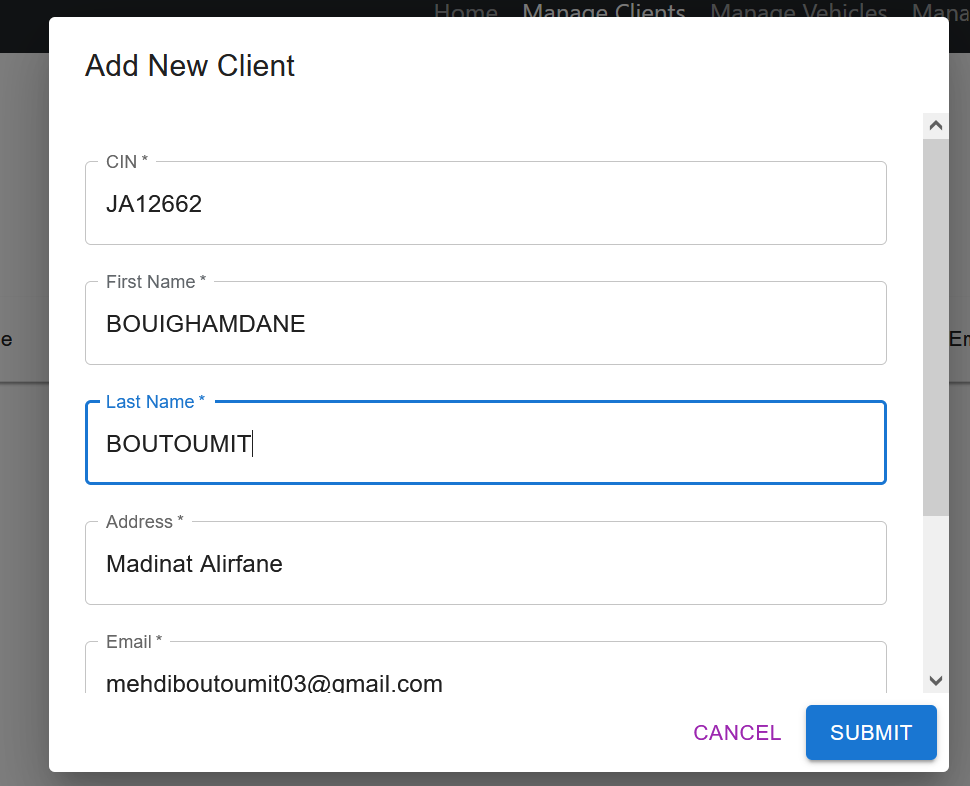 Home Manage Clients Manage Vehicles Mana
Add New Client
CIN *
JA12662
First Name *
BOUIGHAMDANE
e
Er
Last Name *
BOUTOUMIT
Address *
Madinat Alirfane
Email *
mehdiboutoumit03@gmail.com
CANCEL SUBMIT